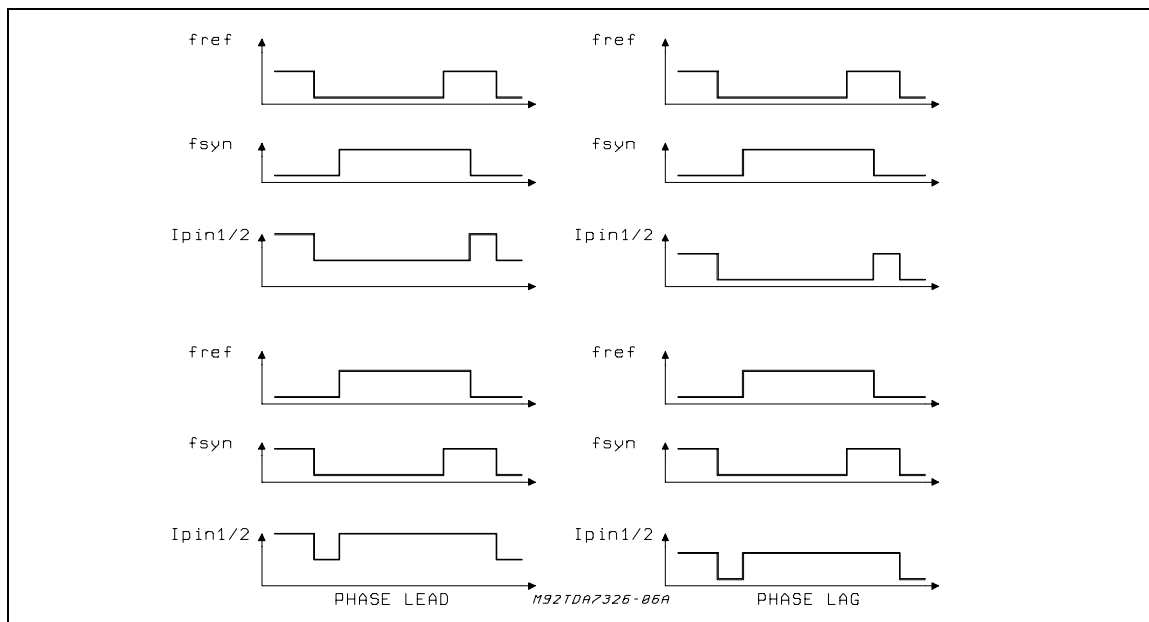 fref
fref
fsyn
fsyn
Ipin1/2
Ipin1/2
fref
fref
fsyn
fsyn
Ipin1/2
Ipin1/2
PHASE LEAD
M92TDA7326-06A
PHASE LAG